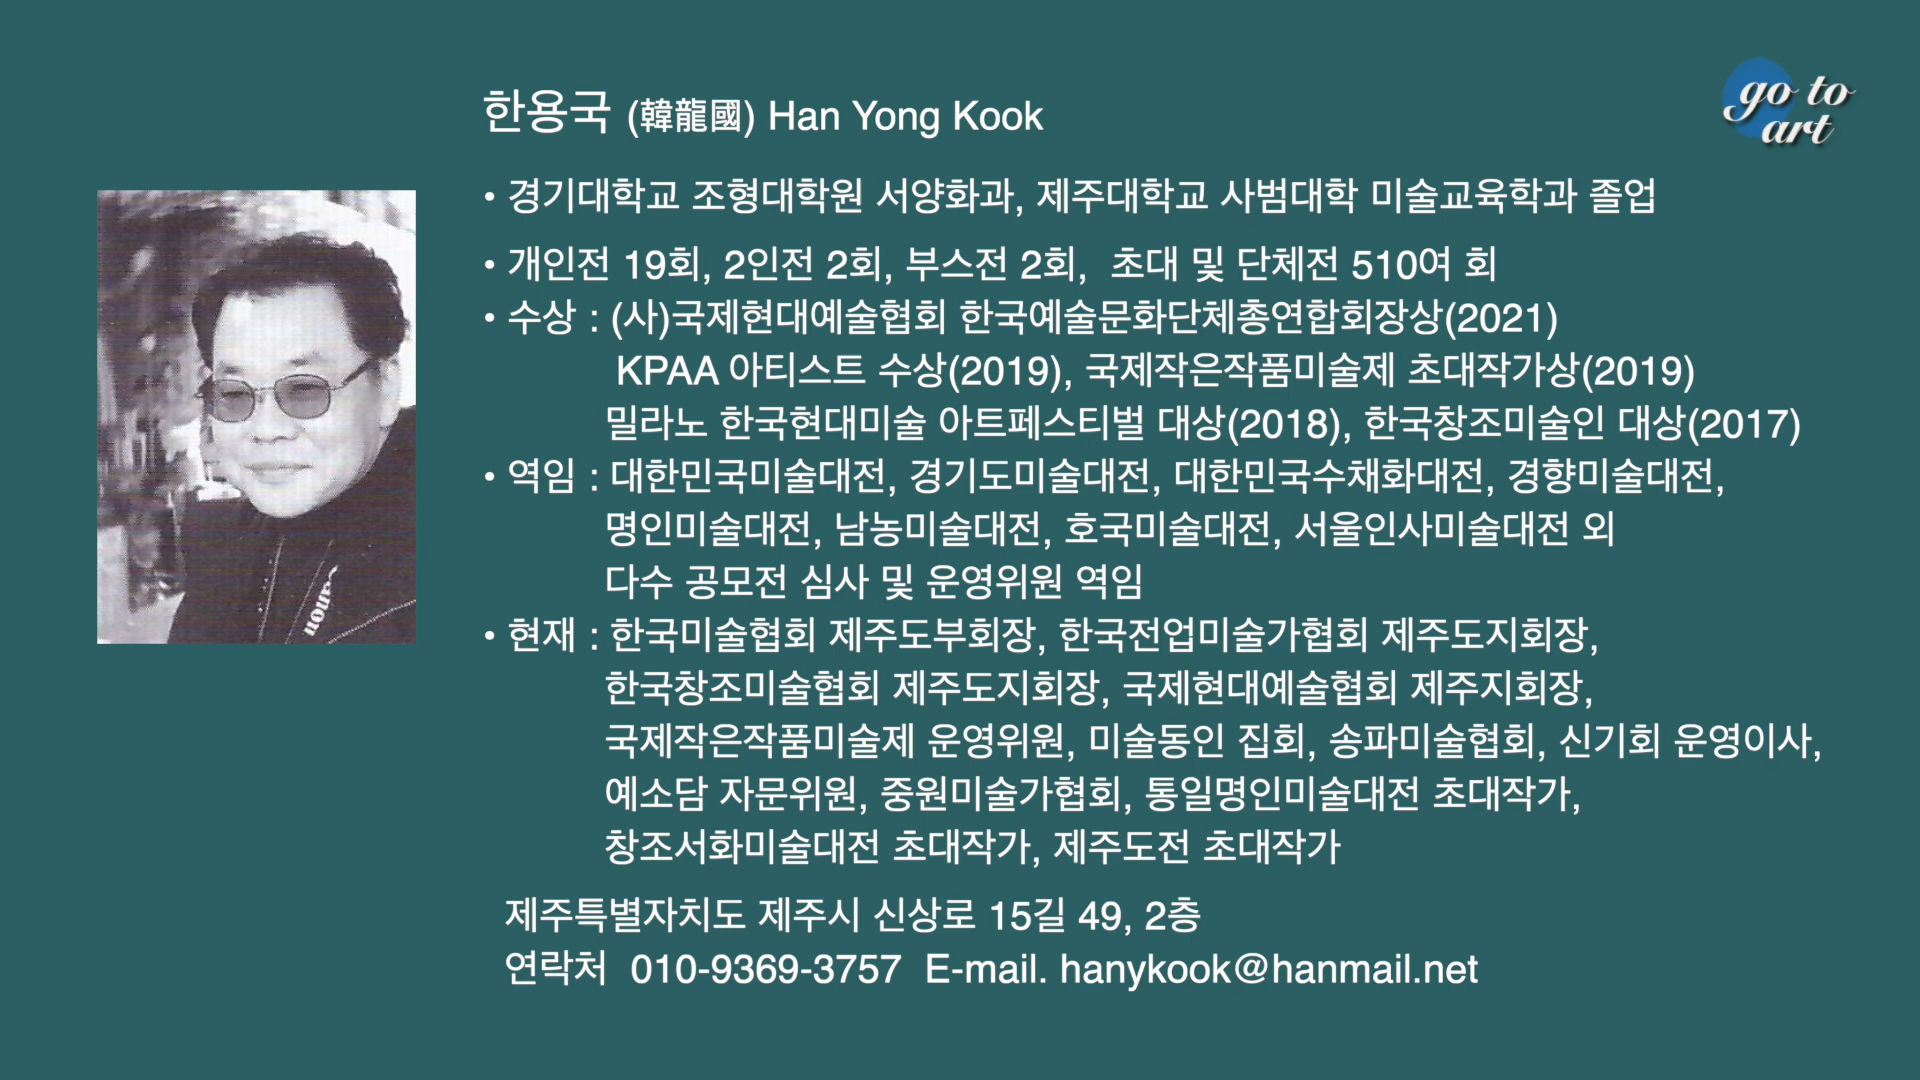 go to
art
한용국 (韓龍國) Han Yong Kook
• 경기대학교 조형대학원 서양화과, 제주대학교 사범대학 미술교육학과 졸업
• 개인전 19회, 2인전 2회, 부스전 2회, 초대 및 단체전 510여 회
• 수상 : (사)국제현대예술협회 한국예술문화단체총연합회장상(2021)
KPAA 아티스트 수상(2019), 국제작은작품미술제 초대작가상(2019)
밀라노 한국현대미술 아트페스티벌 대상(2018), 한국창조미술인 대상(2017)
• 역임 : 대한민국미술대전, 경기도미술대전, 대한민국수채화대전, 경향미술대전,
명인미술대전, 남농미술대전, 호국미술대전, 서울인사미술대전 외
다수 공모전 심사 및 운영위원 역임
• 현재 : 한국미술협회 제주도부회장, 한국전업미술가협회 제주도지회장,
한국창조미술협회 제주도지회장, 국제현대예술협회 제주지회장,
국제작은작품미술제 운영위원, 미술동인 집회, 송파미술협회, 신기회 운영이사,
예소담 자문위원, 중원미술가협회, 통일명인미술대전 초대작가,
창조서화미술대전 초대작가, 제주도전 초대작가
제주특별자치도 제주시 신상로 15길 49, 2층
연락처 010-9369-3757 E-mail. hanykook@hanmail.net